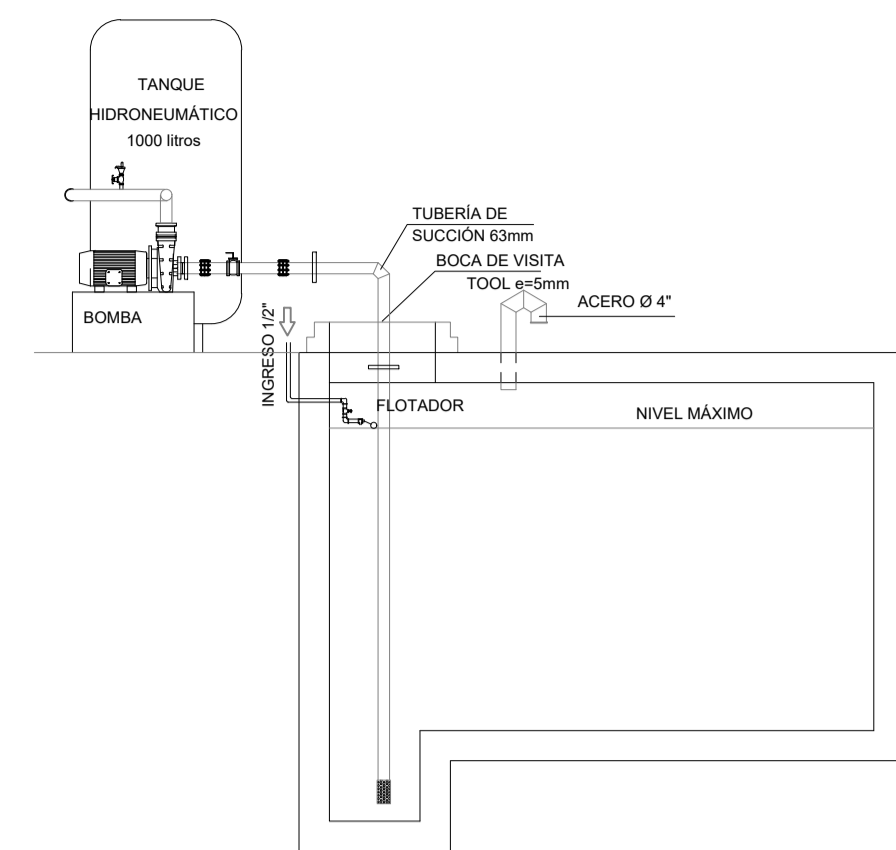 TANQUE
HIDRONEUMÁTICO
1000 litros
TUBERÍA DE
SUCCIÓN 63mm
BOCA DE VISITA
TOOL e=5mm
ACERO Ø 4"
BOMBA
INGRESO 1/2"
FLOTADOR
NIVEL MÁXIMO